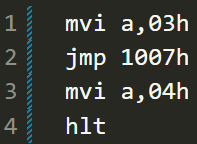 1 mvi a,03h
2 jmp 1007h
3 mvi a,04h
4 hlt